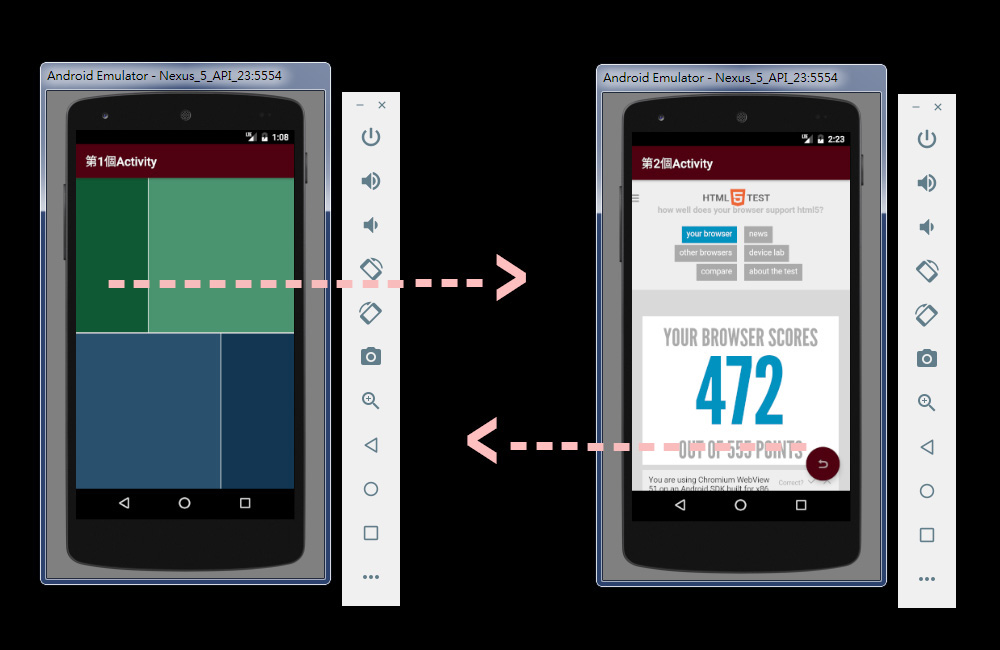 Android Emulator - Nexus_5_API_23:5554
1:08
第1個Activity
Android Emulator - Nexus_5_API_23:5554
2:23
第2個Activity
HTML 5 TEST
how well does your browser support html5?
your browser
news
other browsers
device lab
compare
about the test
YOUR BROWSER SCORES
472
OUT OF 555 POINTS
You are using Chromium WebView
Correct?
51 on an Android SDK built for x86